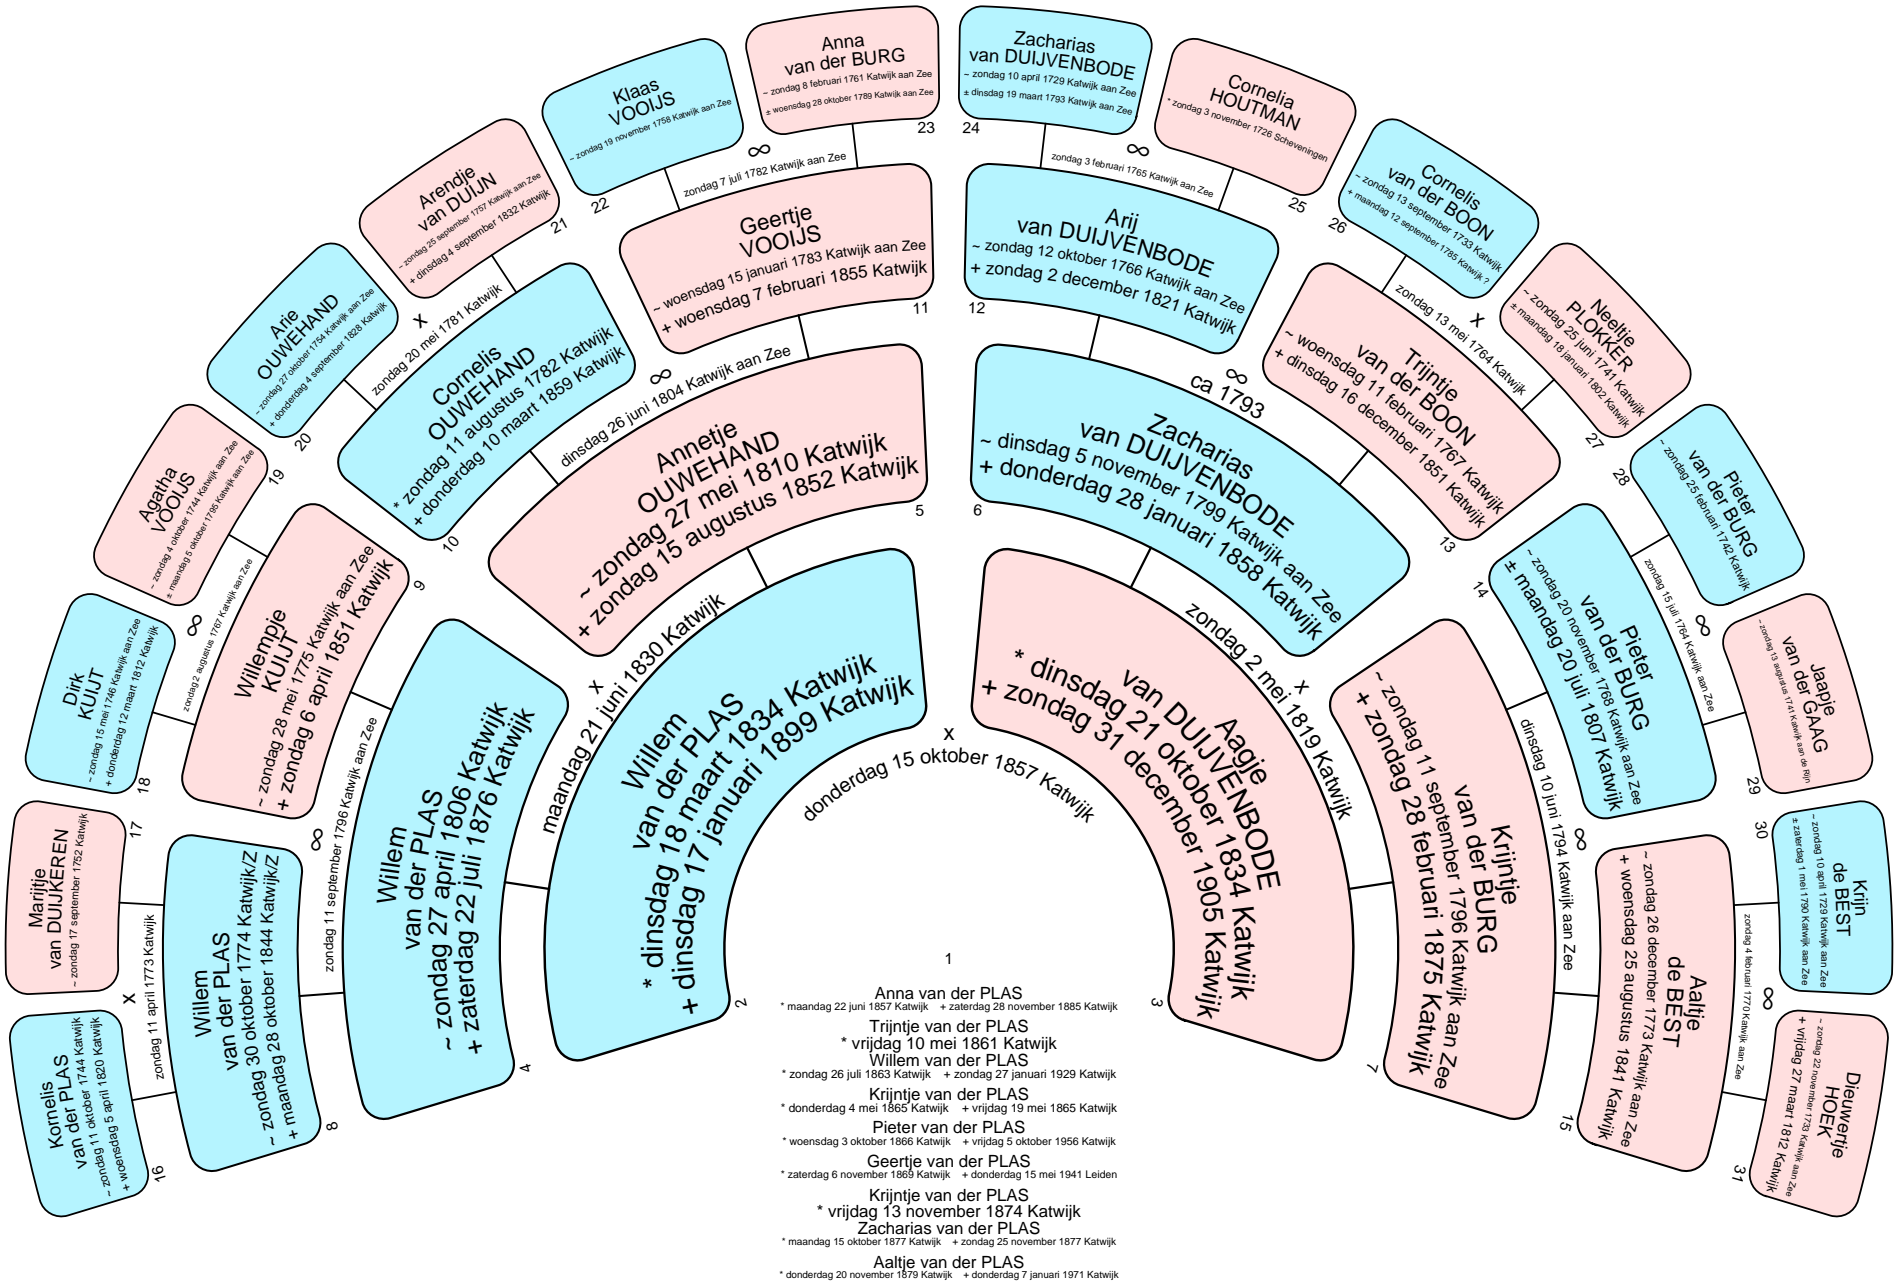 Anna
van der BURG
~ zondag 8 februari 1761 Katwijk aan Zee
± woensdag 28 oktober 1789 Katwijk aan Zee
23
Zacharias
van DUIJVENBODE
~ zondag 10 april 1729 Katwijk aan Zee
± dinsdag 19 maart 1793 Katwijk aan Zee
24
Klaas
VOOIJS
~ zondag 19 november 1758 Katwijk aan Zee
22
∞
zondag 7 juli 1782 Katwijk aan Zee
Cornelia
HOUTMAN
* zondag 3 november 1726 Scheveningen
25
∞
zondag 3 februari 1765 Katwijk aan Zee
Arendje
van DUIJN
~ zondag 25 september 1757 Katwijk aan Zee
+ dinsdag 4 september 1832 Katwijk
21
Cornelis
van der BOON
~ zondag 13 september 1733 Katwijk
+ maandag 12 september 1785 Katwijk ?
26
Arie
OUWEHAND
~ zondag 27 oktober 1754 Katwijk aan Zee
+ donderdag 4 september 1828 Katwijk
20
x
zondag 20 mei 1781 Katwijk
Neeltje
PLOKKER
~ zondag 25 juni 1741 Katwijk
± maandag 18 januari 1802 Katwijk
27
x
zondag 13 mei 1764 Katwijk
Geertje
VOOIJS
~ woensdag 15 januari 1783 Katwijk aan Zee
+ woensdag 7 februari 1855 Katwijk
11
Arij
van DUIJVENBODE
~ zondag 12 oktober 1766 Katwijk aan Zee
+ zondag 2 december 1821 Katwijk
12
Cornelis
OUWEHAND
* zondag 11 augustus 1782 Katwijk
+ donderdag 10 maart 1859 Katwijk
10
∞
dinsdag 26 juni 1804 Katwijk aan Zee
Trijntje
van der BOON
~ woensdag 11 februari 1767 Katwijk
+ dinsdag 16 december 1851 Katwijk
13
∞
ca 1793
Agatha
VOOIJS
~ zondag 4 oktober 1744 Katwijk aan Zee
± maandag 5 oktober 1795 Katwijk aan Zee
19
Pieter
van der BURG
~ zondag 25 februari 1742 Katwijk
28
Dirk
KUIJT
~ zondag 15 mei 1746 Katwijk aan Zee
+ donderdag 12 maart 1812 Katwijk
18
∞
zondag 2 augustus 1767 Katwijk aan Zee
Jaapje
van der GAAG
~ zondag 13 augustus 1741 Katwijk aan de Rijn
29
∞
zondag 15 juli 1764 Katwijk aan Zee
Willempje
KUIJT
~ zondag 28 mei 1775 Katwijk aan Zee
+ zondag 6 april 1851 Katwijk
9
Pieter
van der BURG
~ zondag 20 november 1768 Katwijk aan Zee
± maandag 20 juli 1807 Katwijk
14
Annetje
OUWEHAND
~ zondag 27 mei 1810 Katwijk
+ zondag 15 augustus 1852 Katwijk
5
Zacharias
van DUIJVENBODE
~ dinsdag 5 november 1799 Katwijk aan Zee
+ donderdag 28 januari 1858 Katwijk
6
Marijtje
van DUIJKEREN
~ zondag 17 september 1752 Katwijk
17
Kornelis
van der PLAS
~ zondag 11 oktober 1744 Katwijk
+ woensdag 5 april 1820 Katwijk
16
x
zondag 11 april 1773 Katwijk
Willem
van der PLAS
~ zondag 30 oktober 1774 Katwijk/Z
+ maandag 28 oktober 1844 Katwijk/Z
8
∞
zondag 11 september 1796 Katwijk aan Zee
Krijn
de BEST
~ zondag 10 april 1729 Katwijk aan Zee
± zaterdag 1 mei 1790 Katwijk aan Zee
30
Dieuwertje
HOEK
~ zondag 22 november 1733 Katwijk aan Zee
+ vrijdag 27 maart 1812 Katwijk
31
∞
zondag 4 februari 1770 Katwijk aan Zee
Aaltje
de BEST
~ zondag 26 december 1773 Katwijk aan Zee
+ woensdag 25 augustus 1841 Katwijk
15
∞
dinsdag 10 juni 1794 Katwijk aan Zee
Willem
van der PLAS
~ zondag 27 april 1806 Katwijk
+ zaterdag 22 juli 1876 Katwijk
4
x
maandag 21 juni 1830 Katwijk
Krijntje
van der BURG
~ zondag 11 september 1796 Katwijk aan Zee
+ zondag 28 februari 1875 Katwijk
7
x
zondag 2 mei 1819 Katwijk
Willem
van der PLAS
* dinsdag 18 maart 1834 Katwijk
+ dinsdag 17 januari 1899 Katwijk
2
Aagje
van DUIJVENBODE
* dinsdag 21 oktober 1834 Katwijk
+ zondag 31 december 1905 Katwijk
3
x
donderdag 15 oktober 1857 Katwijk
1
Anna van der PLAS
* maandag 22 juni 1857 Katwijk + zaterdag 28 november 1885 Katwijk
Trijntje van der PLAS
* vrijdag 10 mei 1861 Katwijk
Willem van der PLAS
* zondag 26 juli 1863 Katwijk + zondag 27 januari 1929 Katwijk
Krijntje van der PLAS
* donderdag 4 mei 1865 Katwijk + vrijdag 19 mei 1865 Katwijk
Pieter van der PLAS
* woensdag 3 oktober 1866 Katwijk + vrijdag 5 oktober 1956 Katwijk
Geertje van der PLAS
* zaterdag 6 november 1869 Katwijk + donderdag 15 mei 1941 Leiden
Krijntje van der PLAS
* vrijdag 13 november 1874 Katwijk
Zacharias van der PLAS
* maandag 15 oktober 1877 Katwijk + zondag 25 november 1877 Katwijk
Aaltje van der PLAS
* donderdag 20 november 1879 Katwijk + donderdag 7 januari 1971 Katwijk